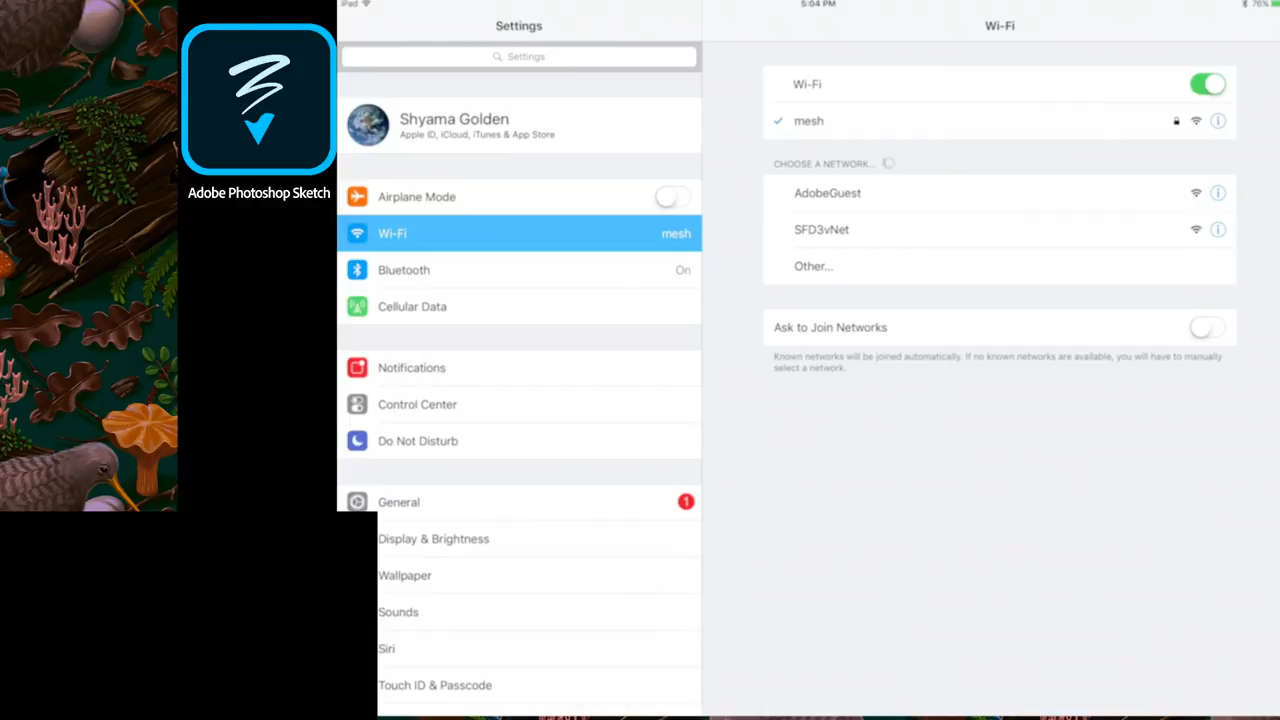 Adobe Photoshop Sketch
iPad
5:04 PM
76%
Settings
Wi-Fi
Settings
Shyama Golden
Apple ID, iCloud, iTunes & App Store
Airplane Mode
Wi-Fi
mesh
Bluetooth
On
Cellular Data
Notifications
Control Center
Do Not Disturb
General
1
Display & Brightness
Wallpaper
Sounds
Siri
Touch ID & Passcode
Wi-Fi
mesh
CHOOSE A NETWORK...
AdobeGuest
SFD3vNet
Other...
Ask to Join Networks
Known networks will be joined automatically. If no known networks are available, you will have to manually
select a network.